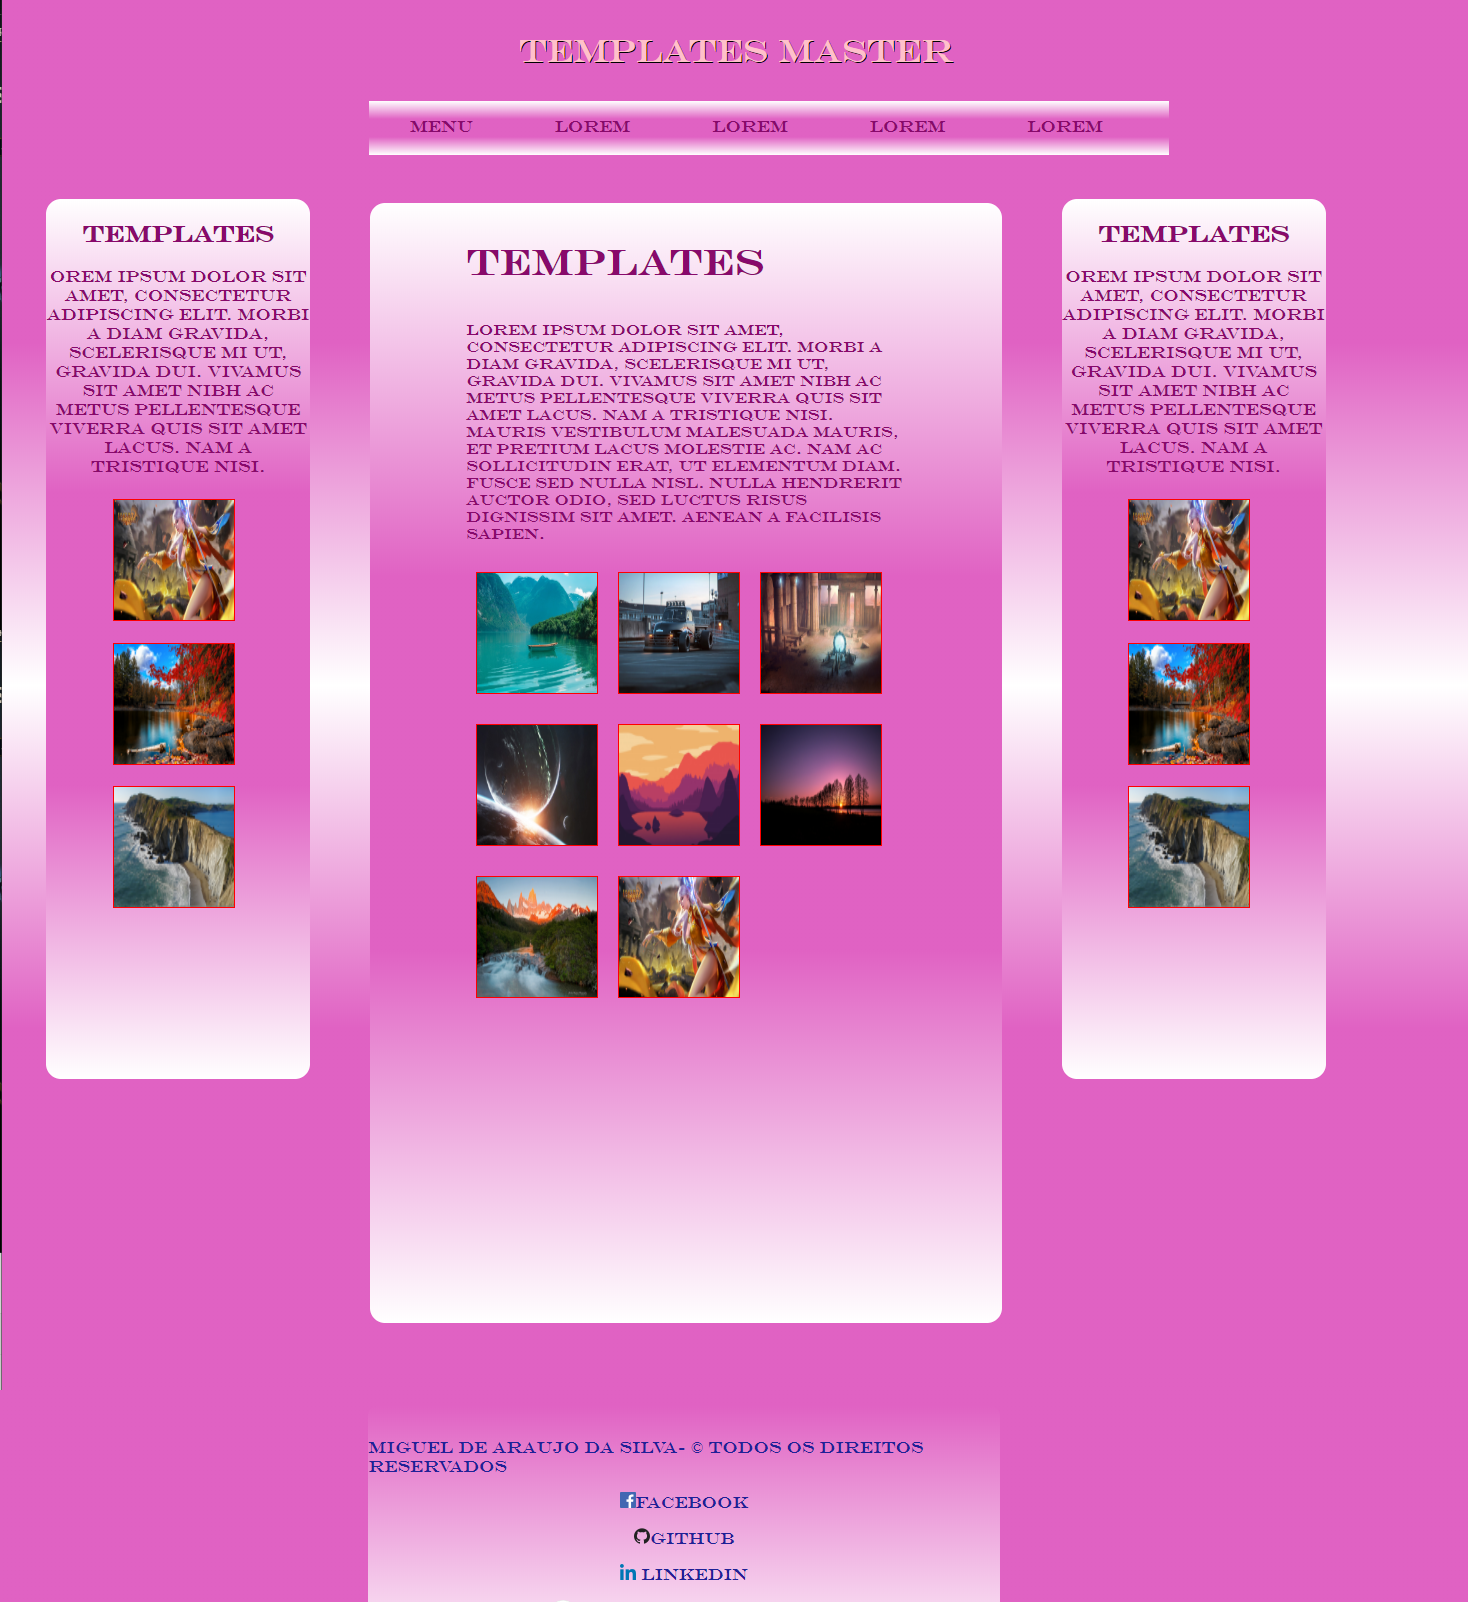 TEMPLATES MASTER
MENU LOREM LOREM LOREM LOREM
TEMPLATES
OREM IPSUM DOLOR SIT
AMET, CONSECTETUR
ADIPISCING ELIT. MORBI
A DIAM GRAVIDA,
SCELERISQUE MI UT,
GRAVIDA DUI. VIVAMUS
SIT AMET NIBH AC
METUS PELLENTESQUE
VIVERRA QUIS SIT AMET
LACUS. NAM A
TRISTIQUE NISI.
TEMPLATES
LOREM IPSUM DOLOR SIT AMET,
CONSECTETUR ADIPISCING ELIT. MORBI A
DIAM GRAVIDA, SCELERISQUE MI UT,
GRAVIDA DUI. VIVAMUS SIT AMET NIBH AC
METUS PELLENTESQUE VIVERRA QUIS SIT
AMET LACUS. NAM A TRISTIQUE NISI.
MAURIS VESTIBULUM MALESUADA MAURIS,
ET PRETIUM LACUS MOLESTIE AC. NAM AC
SOLLICITUDIN ERAT, UT ELEMENTUM DIAM.
FUSCE SED NULLA NISL. NULLA HENDRERIT
AUCTOR ODIO, SED LUCTUS RISUS
DIGNISSIM SIT AMET. AENEAN A FACILISIS
SAPIEN.
TEMPLATES
OREM IPSUM DOLOR SIT
AMET, CONSECTETUR
ADIPISCING ELIT. MORBI
A DIAM GRAVIDA,
SCELERISQUE MI UT,
GRAVIDA DUI. VIVAMUS
SIT AMET NIBH AC
METUS PELLENTESQUE
VIVERRA QUIS SIT AMET
LACUS. NAM A
TRISTIQUE NISI.
MIGUEL DE ARAUJO DA SILVA- © TODOS OS DIREITOS
RESERVADOS
FACEBOOK
GITHUB
LINKEDIN